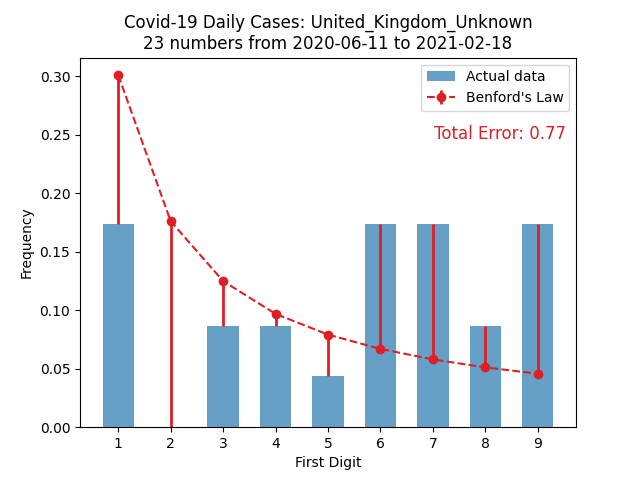 Covid-19 Daily Cases: United_Kingdom_Unknown
23 numbers from 2020-06-11 to 2021-02-18
Actual data
Benford's Law
Total Error: 0.77
Frequency
0.30
0.25
0.20
0.15
0.10
0.05
0.00
1 2 3 4 5 6 7 8 9
First Digit